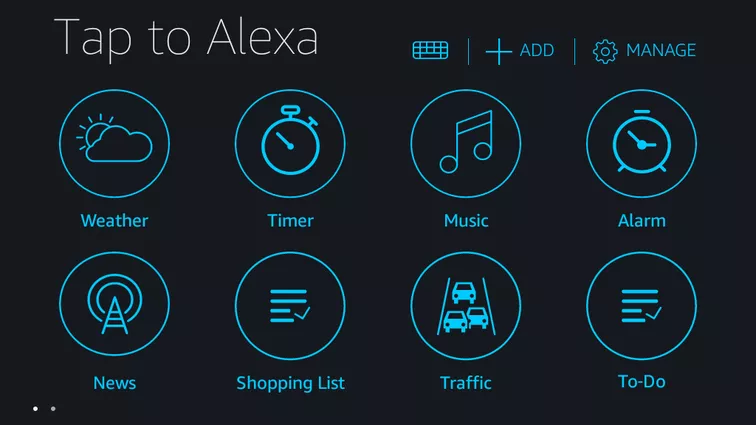 Tap to Alexa
ADD
MANAGE
Weather
Timer
Music
Alarm
News
Shopping List
Traffic
To-Do